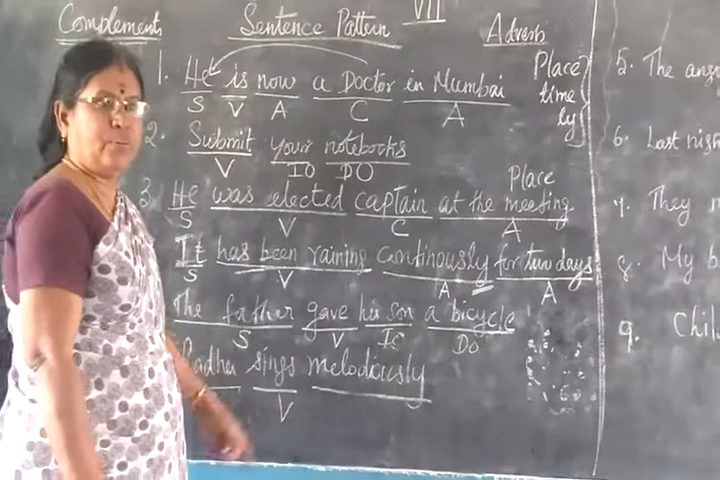 VII
Complement Sentence Pattern Adverb
1. He is now a Doctor in Mumbai
S V A C A
Place
time
ly
2. Submit your notebooks
V IO DO
3. He was elected captain at the meeting.
Place
S V C A
It has been raining continuously for two days
S V A A
The father gave his son a bicycle
S V IO DO
Radha sings melodiously
V
5. The
6. Last
7. They
8. My
9.